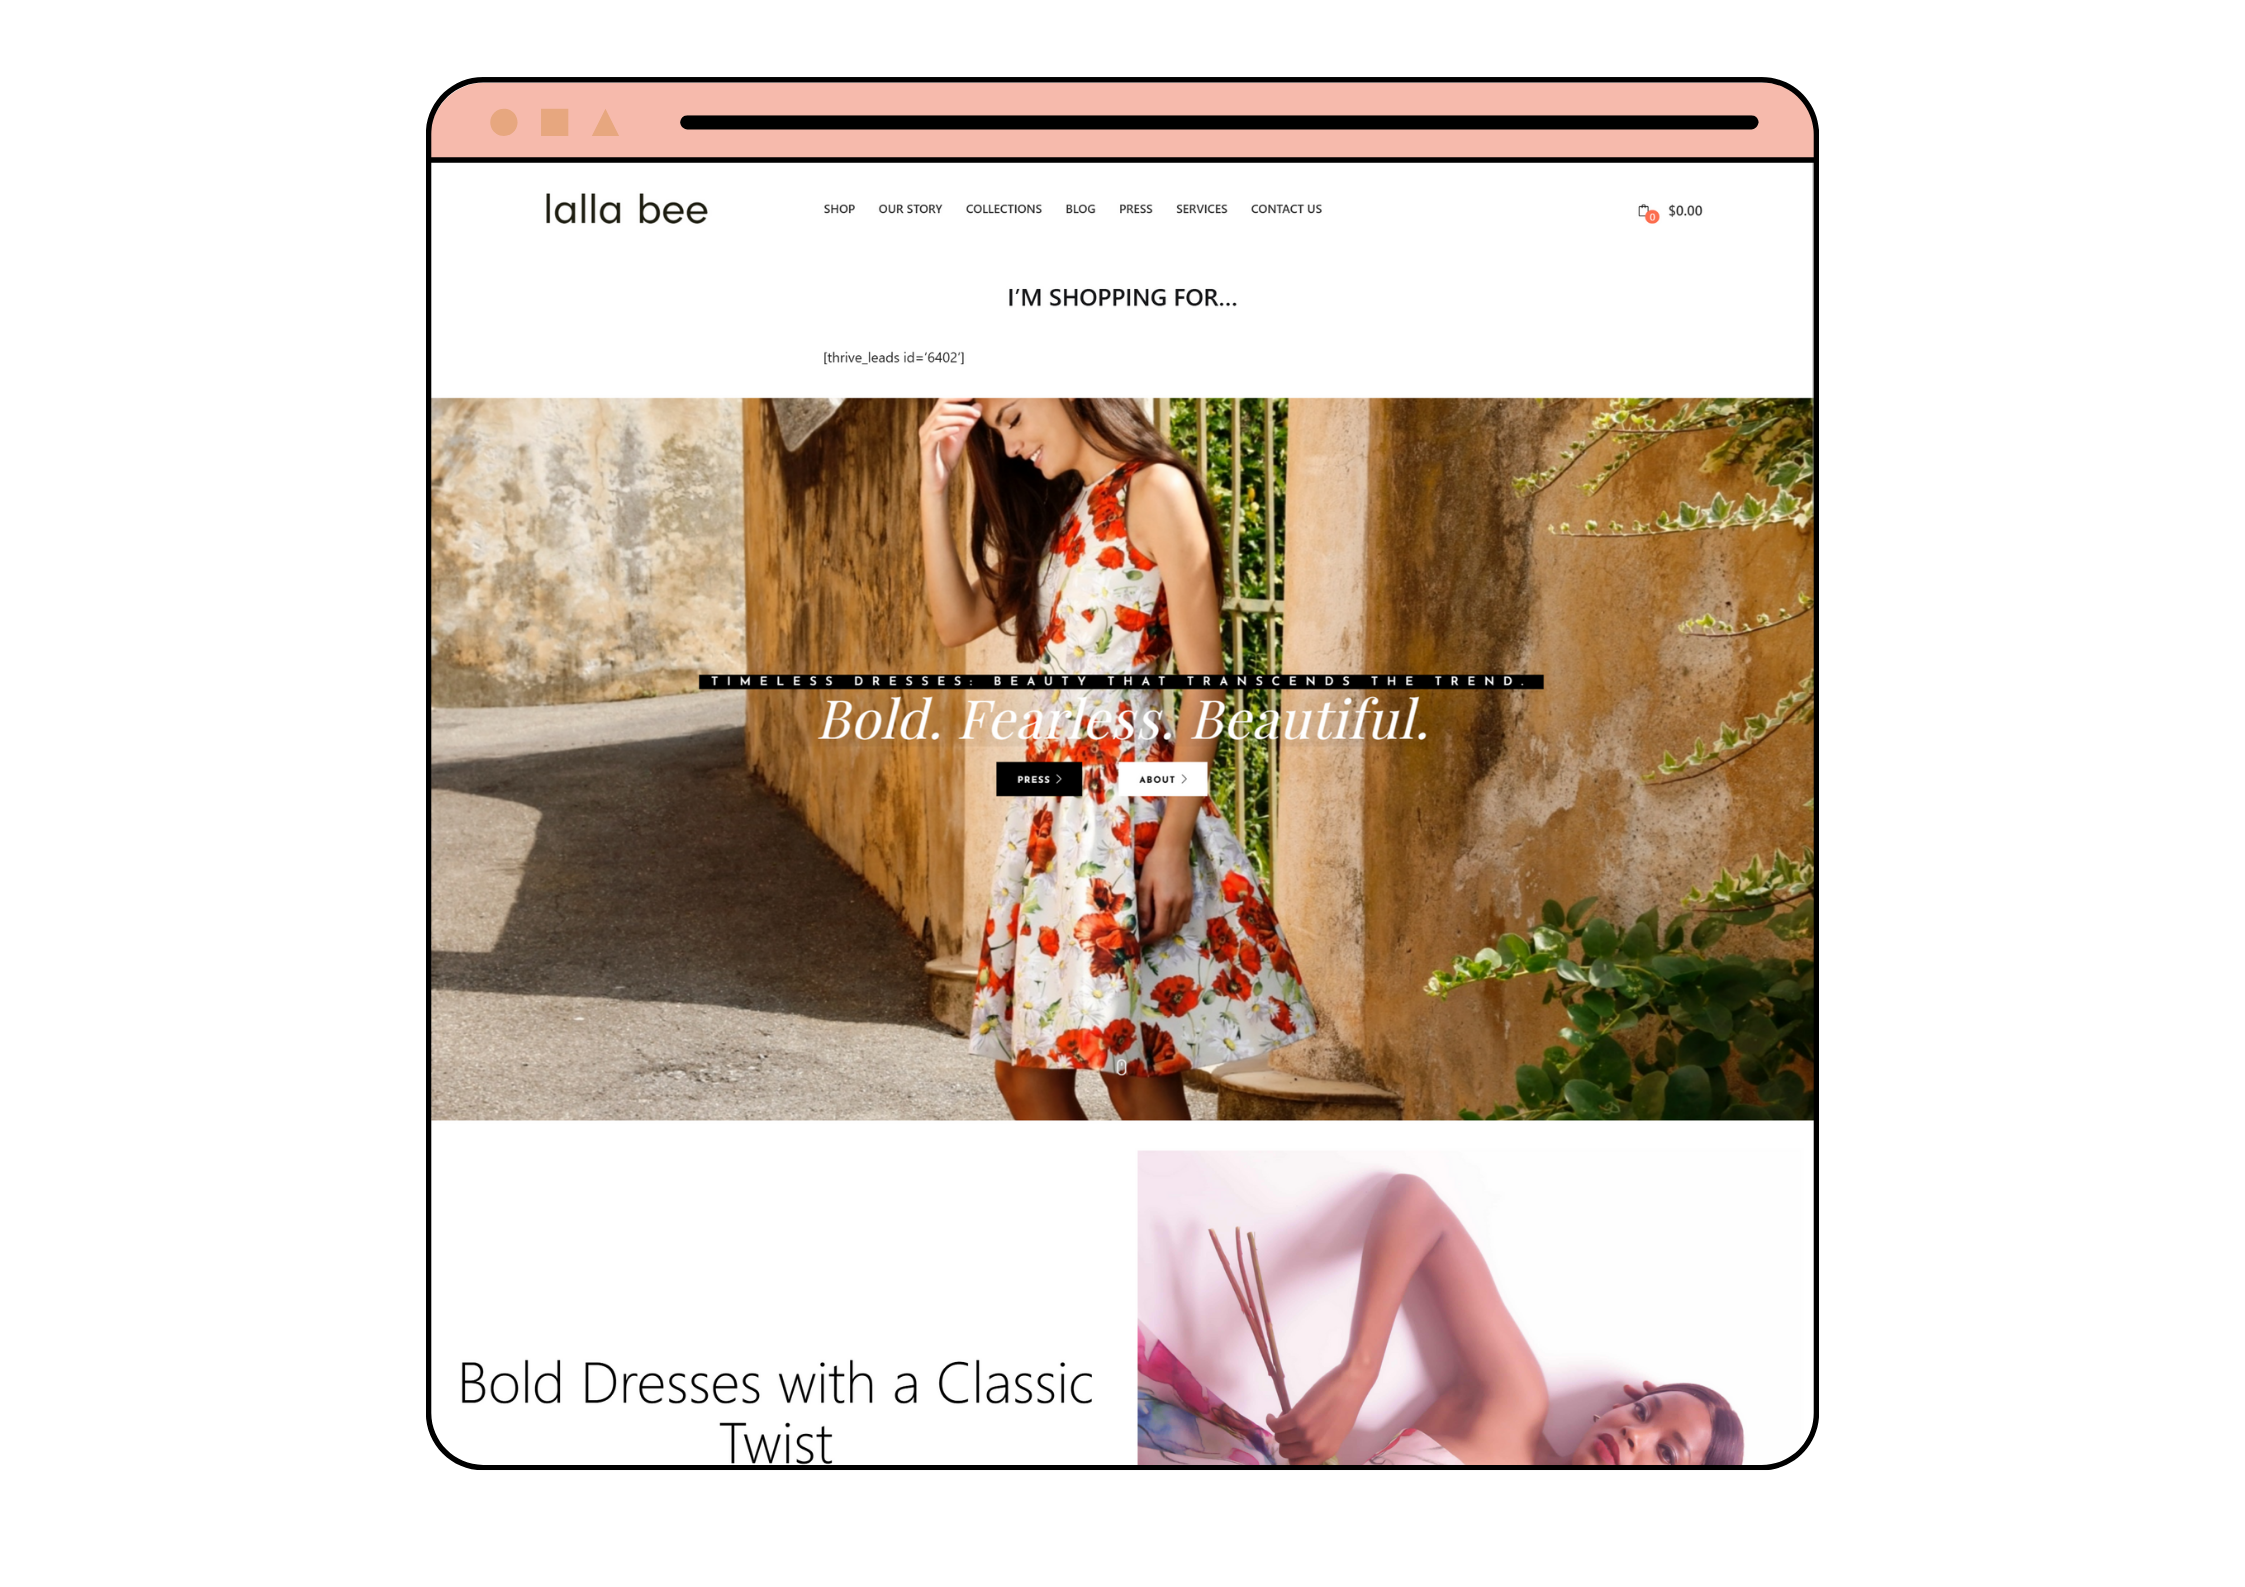 lalla bee
SHOP OUR STORY COLLECTIONS BLOG PRESS SERVICES CONTACT US
0 $0.00
I'M SHOPPING FOR...
[thrive_leads id='6402']
TIMELESS DRESSES: BEAUTY THAT TRANSCENDS THE TREND.
Bold. Fearless. Beautiful.
PRESS ABOUT
Bold Dresses with a Classic
Twist